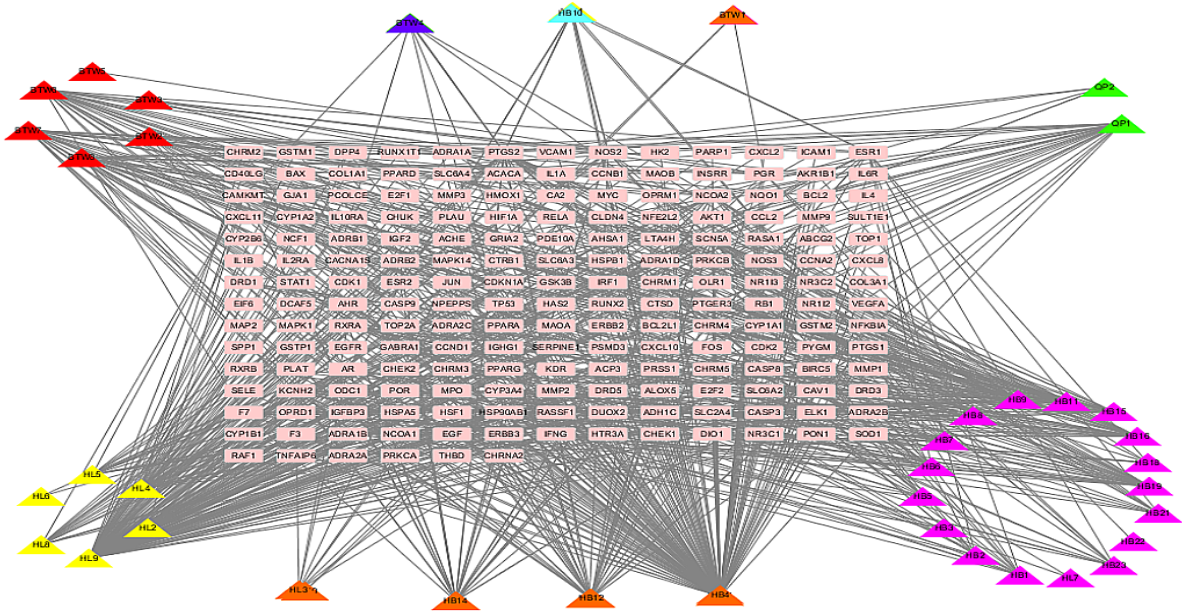 BTW4 HB10 BTW1
BTW5
BTW6 BTW3 QP2
BTW7 BTW2 QP1
BTW8
CHRM2 GSTM1 DPP4 RUNX1T1 ADRA1A PTGS2 VCAM1 NOS2 HK2 PARP1 CXCL2 ICAM1 ESR1
CD40LG BAX COL1A1 PPARD SLC6A4 ACACA IL1A CCNB1 MAOB INSRR PGR AKR1B1 IL6R
CAMKMT GJA1 PCOLCE E2F1 MMP3 HMOX1 CA2 MYC OPRM1 NCOA2 NQO1 BCL2 IL4
CXCL11 CYP1A2 IL10RA CHUK PLAU HIF1A RELA CLDN4 NFE2L2 AKT1 CCL2 MMP9 SULT1E1
CYP2B6 NCF1 ADRB1 IGF2 ACHE GRIA2 PDE10A AHSA1 LTA4H SCN5A RASA1 ABCG2 TOP1
IL1B IL2RA CACNA1S ADRB2 MAPK14 CTRB1 SLC6A3 HSPB1 ADRA1D PRKCB NOS3 CCNA2 CXCL8
DRD1 STAT1 CDK1 ESR2 JUN CDKN1A GSK3B IRF1 CHRM1 OLR1 NR1I3 NR3C2 COL3A1
EIF6 DCAF5 AHR CASP9 NPEPPS TP53 HAS2 RUNX2 CTSD PTGER3 RB1 NR1I2 VEGFA
MAP2 MAPK1 RXRA TOP2A ADRA2C PPARA MAOA ERBB2 BCL2L1 CHRM4 CYP1A1 GSTM2 NFKBIA
SPP1 GSTP1 EGFR GABRA1 CCND1 IGHG1 SERPINE1 PSMD3 CXCL10 FOS CDK2 PYGM PTGS1
RXRB PLAT AR CHEK2 CHRM3 PPARG KDR ACP3 PRSS1 CHRM5 CASP8 BIRC5 MMP1
SELE KCNH2 ODC1 POR MPO CYP3A4 MMP2 DRD5 ALOX5 E2F2 SLC6A2 CAV1 DRD3
F7 OPRD1 IGFBP3 HSPA5 HSF1 HSP90AB1 RASSF1 DUOX2 ADH1C SLC2A4 CASP3 ELK1 ADRA2B
CYP1B1 F3 ADRA1B NCOA1 EGF ERBB3 IFNG HTR3A CHEK1 DIO1 NR3C1 PON1 SOD1
RAF1 TNFAIP6 ADRA2A PRKCA THBD CHRNA2
HB9 HB11
HB8 HB15
HB7 HB16
HL5 HB6 HB18
HL6 HL4 HB5 HB19
HL2 HB3 HB21
HL8 HB22
HL9 HB2 HB23
HB1 HL7
HL3 HB14 HB12 HB4